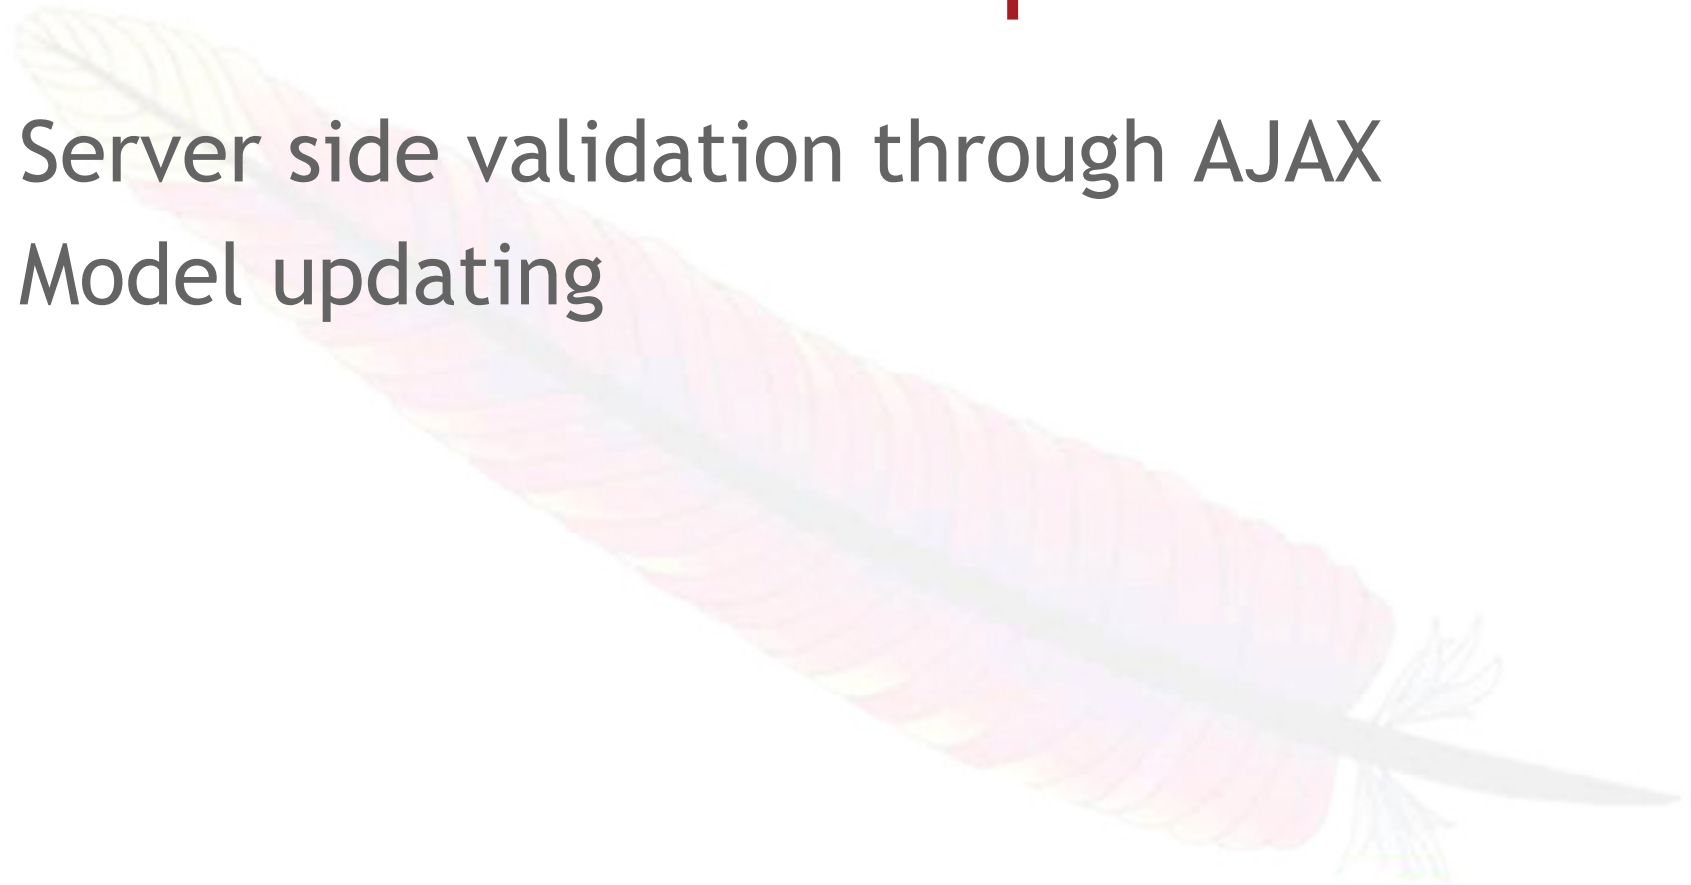 Server side validation through AJAX
Model updating